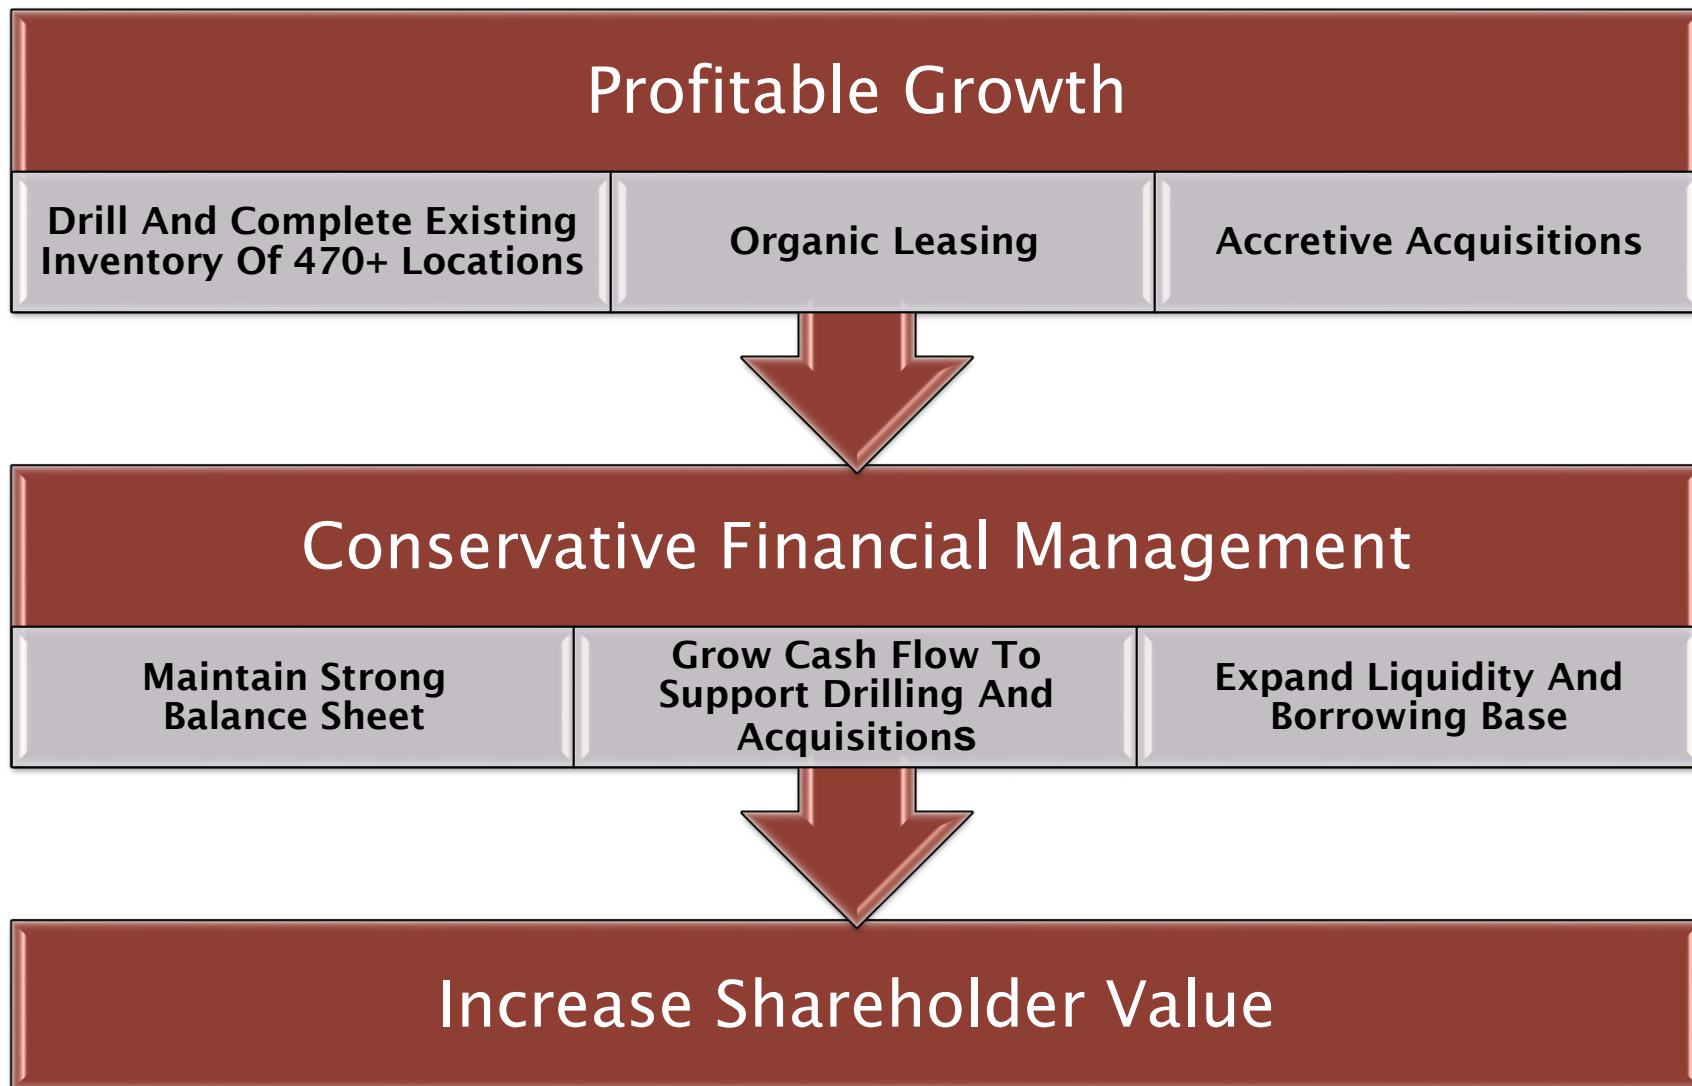 Profitable Growth
Drill And Complete Existing
Inventory Of 470+ Locations
Organic Leasing
Accretive Acquisitions
Conservative Financial Management
Maintain Strong
Balance Sheet
Grow Cash Flow To
Support Drilling And
Acquisitions
Expand Liquidity And
Borrowing Base
Increase Shareholder Value